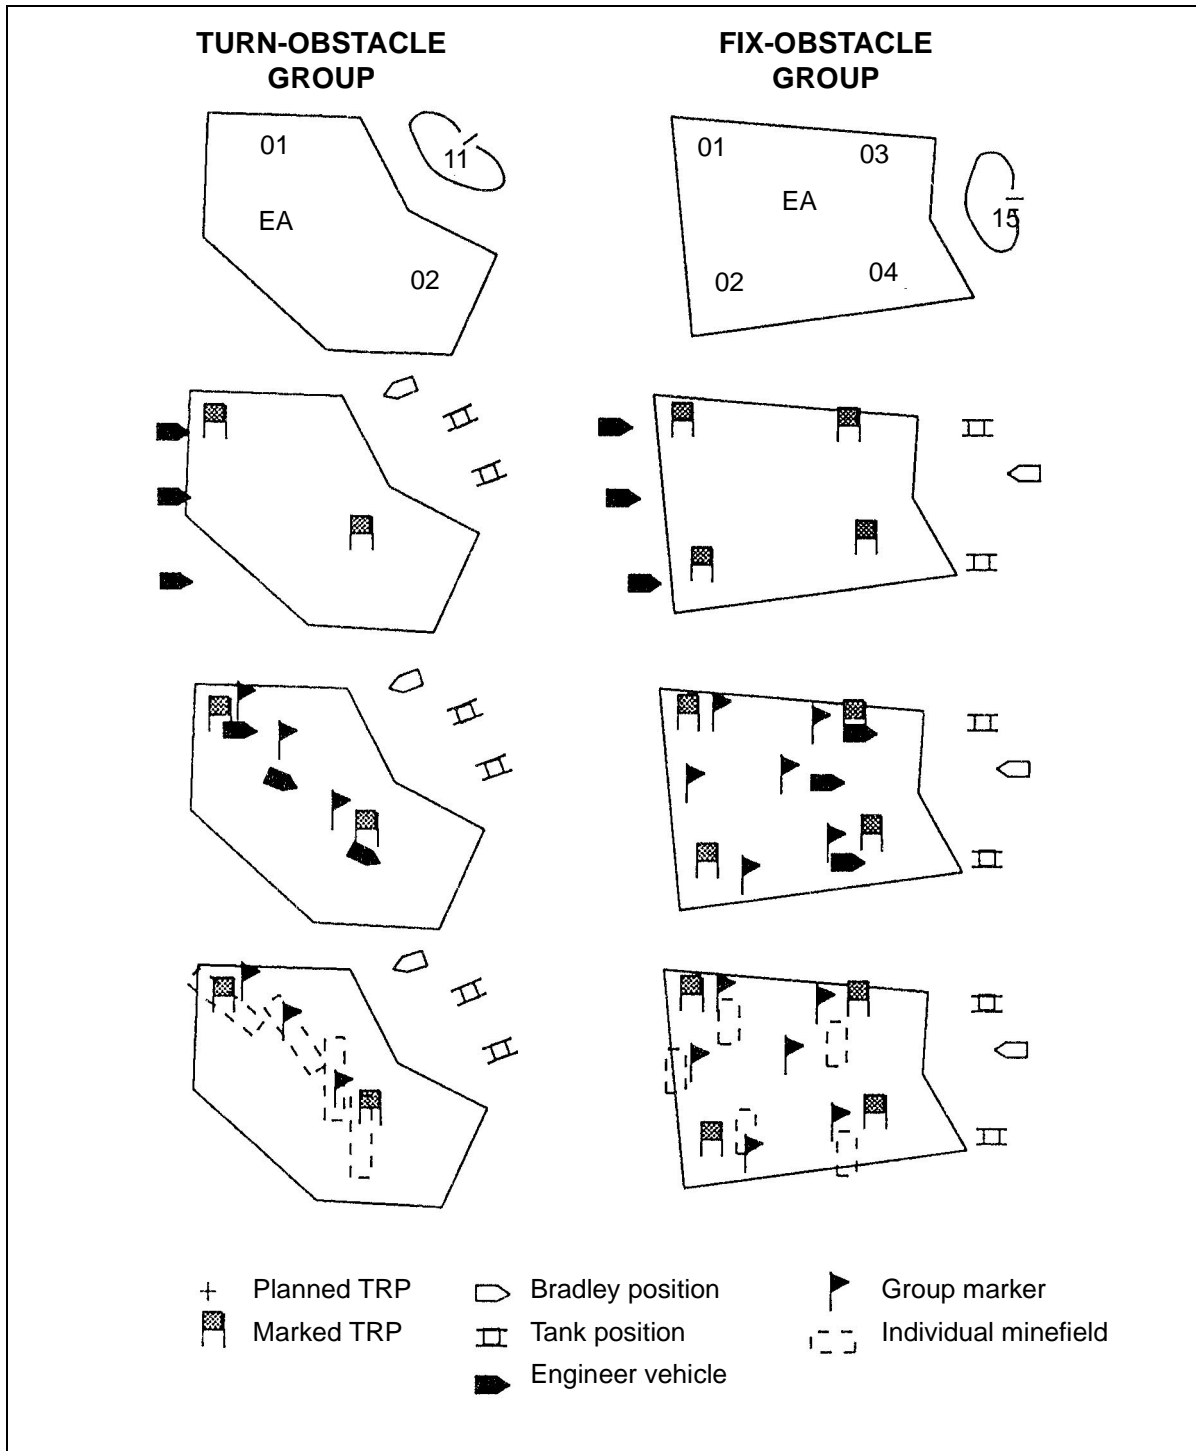 TURN-OBSTACLE
GROUP
FIX-OBSTACLE
GROUP
01
11
EA
02
01
03
EA
15
02
04
Planned TRP
Bradley position
Group marker
Marked TRP
Tank position
Individual minefield
Engineer vehicle